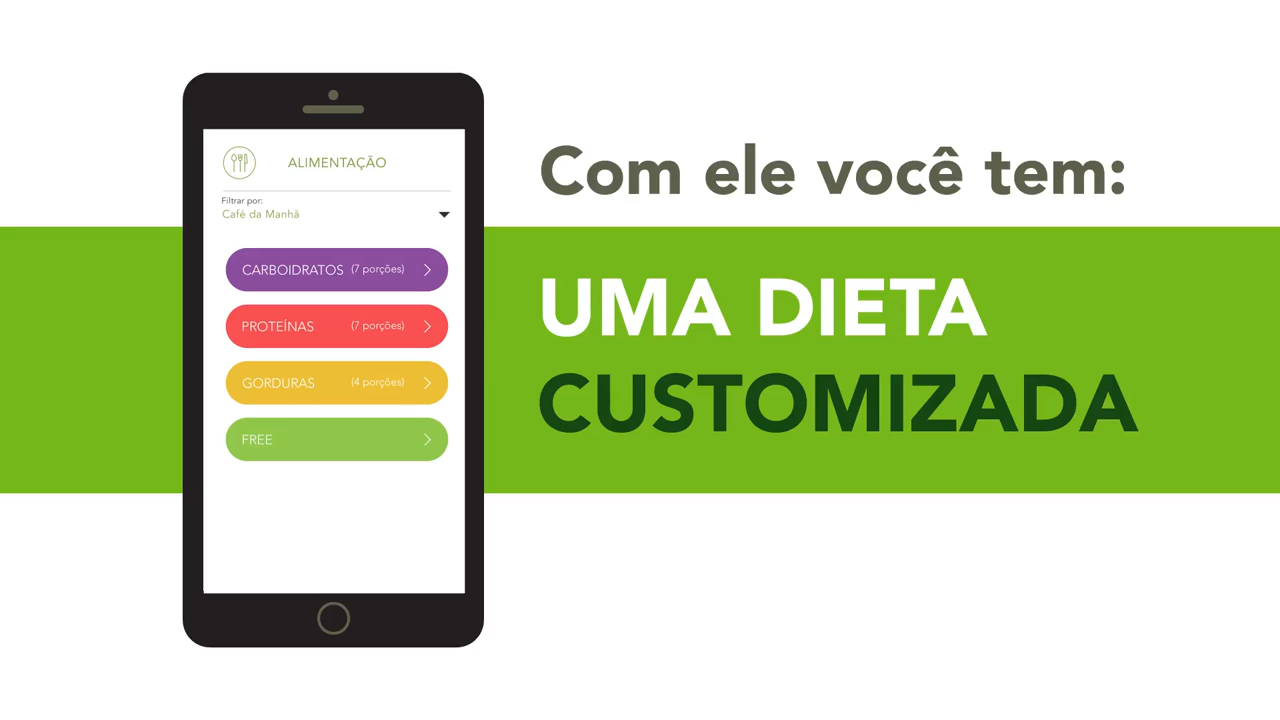 ALIMENTAÇÃO
Filtrar por:
Café da Manhã
CARBOIDRATOS (7 porções)
PROTEÍNAS (7 porções)
GORDURAS (4 porções)
FREE
Com ele você tem:
UMA DIETA
CUSTOMIZADA